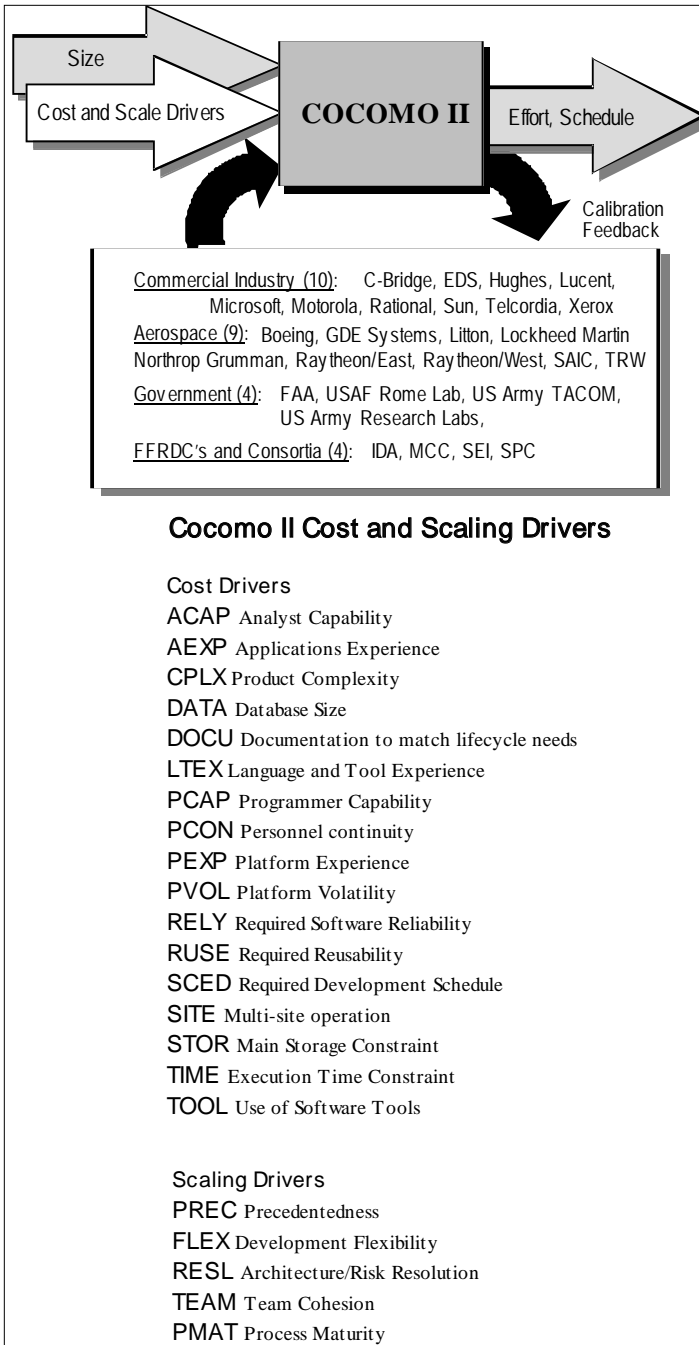 Size
Cost and Scale Drivers
COCOMO II
Effort, Schedule
Calibration
Feedback
Commercial Industry (10): C-Bridge, EDS, Hughes, Lucent,
Microsoft, Motorola, Rational, Sun, Telcordia, Xerox
Aerospace (9): Boeing, GDE Systems, Litton, Lockheed Martin
Northrop Grumman, Raytheon/East, Raytheon/West, SAIC, TRW
Government (4): FAA, USAF Rome Lab, US Army TACOM,
US Army Research Labs,
FFRDC's and Consortia (4): IDA, MCC, SEI, SPC
Cocomo II Cost and Scaling Drivers
Cost Drivers
ACAP Analyst Capability
AEXP Applications Experience
CPLX Product Complexity
DATA Database Size
DOCU Documentation to match lifecycle needs
LTEX Language and Tool Experience
PCAP Programmer Capability
PCON Personnel continuity
PEXP Platform Experience
PVOL Platform Volatility
RELY Required Software Reliability
RUSE Required Reusability
SCED Required Development Schedule
SITE Multi-site operation
STOR Main Storage Constraint
TIME Execution Time Constraint
TOOL Use of Software Tools
Scaling Drivers
PREC Precedentedness
FLEX Development Flexibility
RESL Architecture/Risk Resolution
TEAM Team Cohesion
PMAT Process Maturity